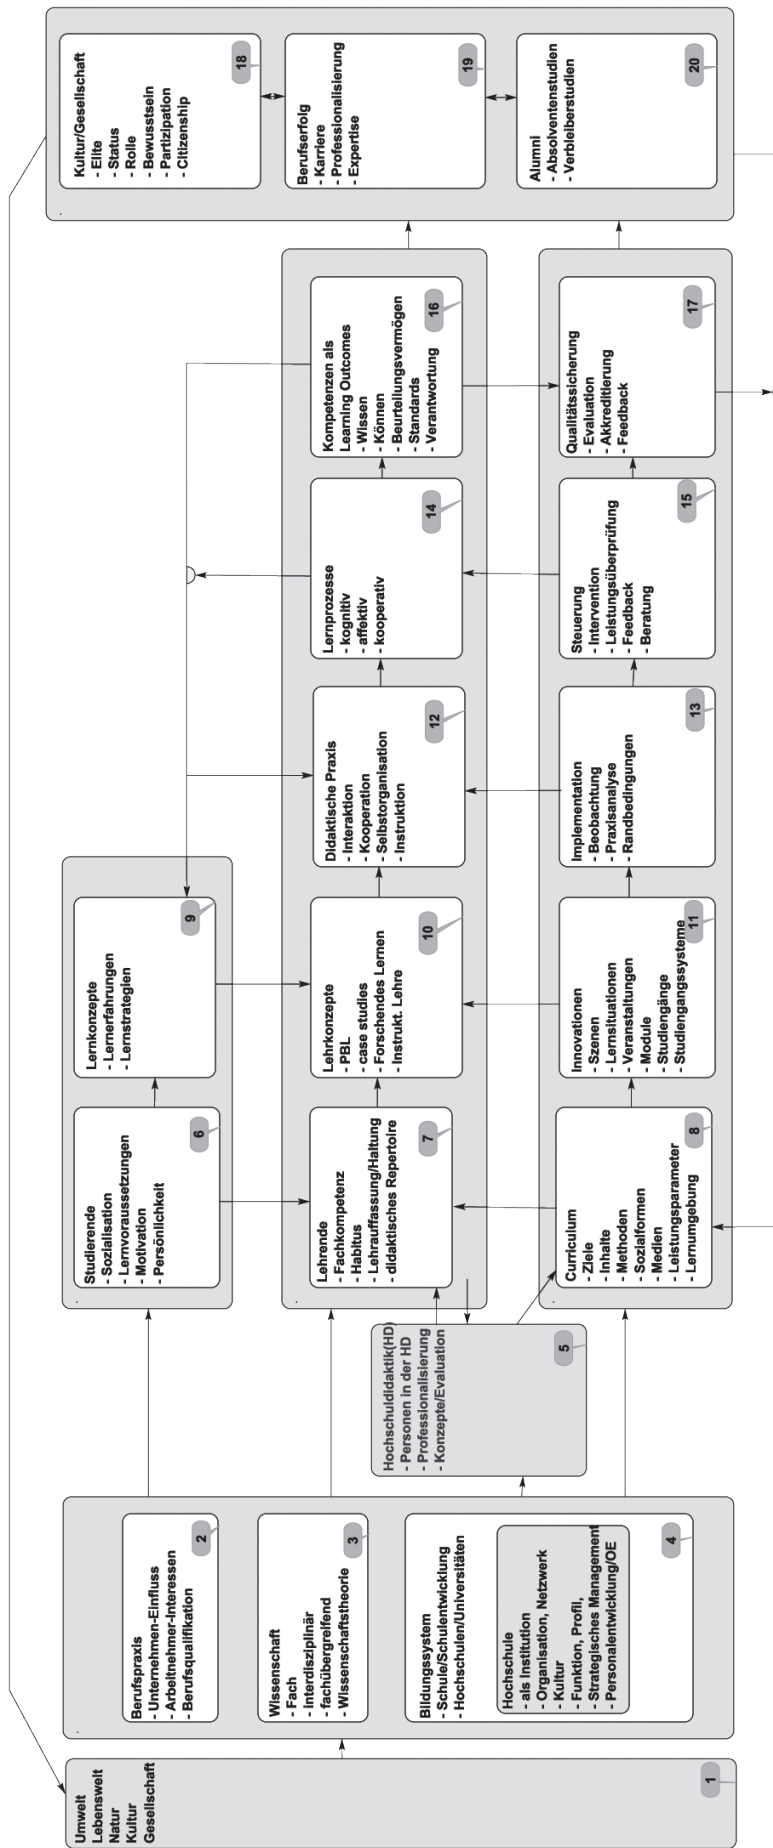 Umwelt
Lebenswelt
Natur
Kultur
Gesellschaft
1
Berufspraxis
- Unternehmen-Einfluss
- Arbeitnehmer-Interessen
- Berufsqualifikation
2
Wissenschaft
- Fach
- interdisziplinär
- fachübergreifend
- Wissenschaftstheorie
3
Bildungssystem
- Schule/Schulentwicklung
- Hochschulen/Universitäten
Hochschule
- als Institution
- Organisation, Netzwerk
- Kultur
- Funktion, Profil,
- Strategisches Management
- Personalentwicklung/OE
4
Hochschuldidaktik(HD)
- Personen in der HD
- Professionalisierung
- Konzepte/Evaluation
5
Studierende
- Sozialisation
- Lernvoraussetzungen
- Motivation
- Persönlichkeit
6
Lehrende
- Fachkompetenz
- Habitus
- Lehrauffassung/Haltung
- didaktisches Repertoire
7
Curriculum
- Ziele
- Inhalte
- Methoden
- Sozialformen
- Medien
- Leistungsparameter
- Lernumgebung
8
Lernkonzepte
- Lernerfahrungen
- Lernstrategien
9
Lehrkonzepte
- PBL
- case studies
- Forschendes Lernen
- Instrukt. Lehre
10
Innovationen
- Szenen
- Lernsituationen
- Veranstaltungen
- Module
- Studiengänge
- Studiengangssysteme
11
Didaktische Praxis
- Interaktion
- Kooperation
- Selbstorganisation
- Instruktion
12
Implementation
- Beobachtung
- Praxisanalyse
- Randbedingungen
13
Lernprozesse
- kognitiv
- affektiv
- kooperativ
14
Steuerung
- Intervention
- Leistungsüberprüfung
- Feedback
- Beratung
15
Kompetenzen als
Learning Outcomes
- Wissen
- Können
- Beurteilungsvermögen
- Standards
- Verantwortung
16
Qualitätssicherung
- Evaluation
- Akkreditierung
- Feedback
17
Kultur/Gesellschaft
- Elite
- Status
- Rolle
- Bewusstsein
- Partizipation
- Citizenship
18
Berufserfolg
- Karriere
- Professionalisierung
- Expertise
19
Alumni
- Absolventenstudien
- Verbleiberstudien
20